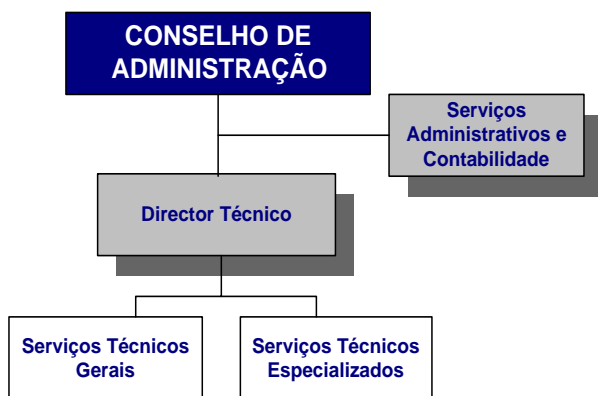 CONSELHO DE
ADMINISTRAÇÃO
Serviços
Administrativos e
Contabilidade
Director Técnico
Serviços Técnicos
Gerais
Serviços Técnicos
Especializados